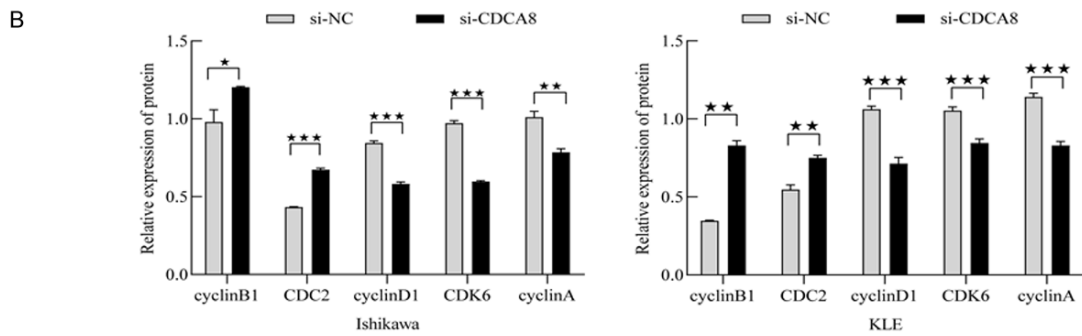 B
si-NC si-CDCA8
Relative expression of protein
1.5
1.0
0.5
0.0
★
★★★
★★★
★★★
★★
cyclinB1 CDC2 cyclinD1 CDK6 cyclinA
Ishikawa
si-NC si-CDCA8
Relative expression of protein
1.5
1.0
0.5
0.0
★★
★★
★★★
★★★
★★★
cyclinB1 CDC2 cyclinD1 CDK6 cyclinA
KLE